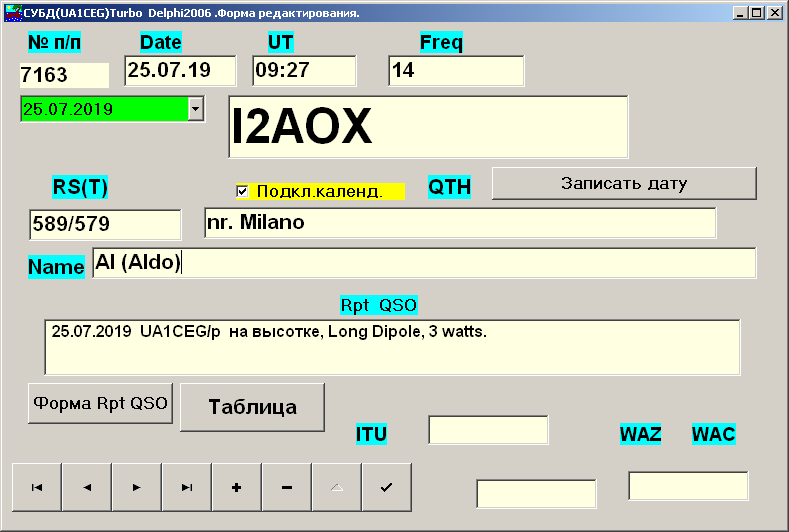 СУБД(UA1CEG)Turbo Delphi2006 .Форма редактирования.
№ п/п Date UT Freq
7163 25.07.19 09:27 14
25.07.2019
I2AOX
RS(T) Подкл.календ. QTH Записать дату
589/579 nr. Milano
Name Al (Aldo)
Rpt QSO
25.07.2019 UA1CEG/p на высотке, Long Dipole, 3 watts.
Форма Rpt QSO Таблица
ITU WAZ WAC